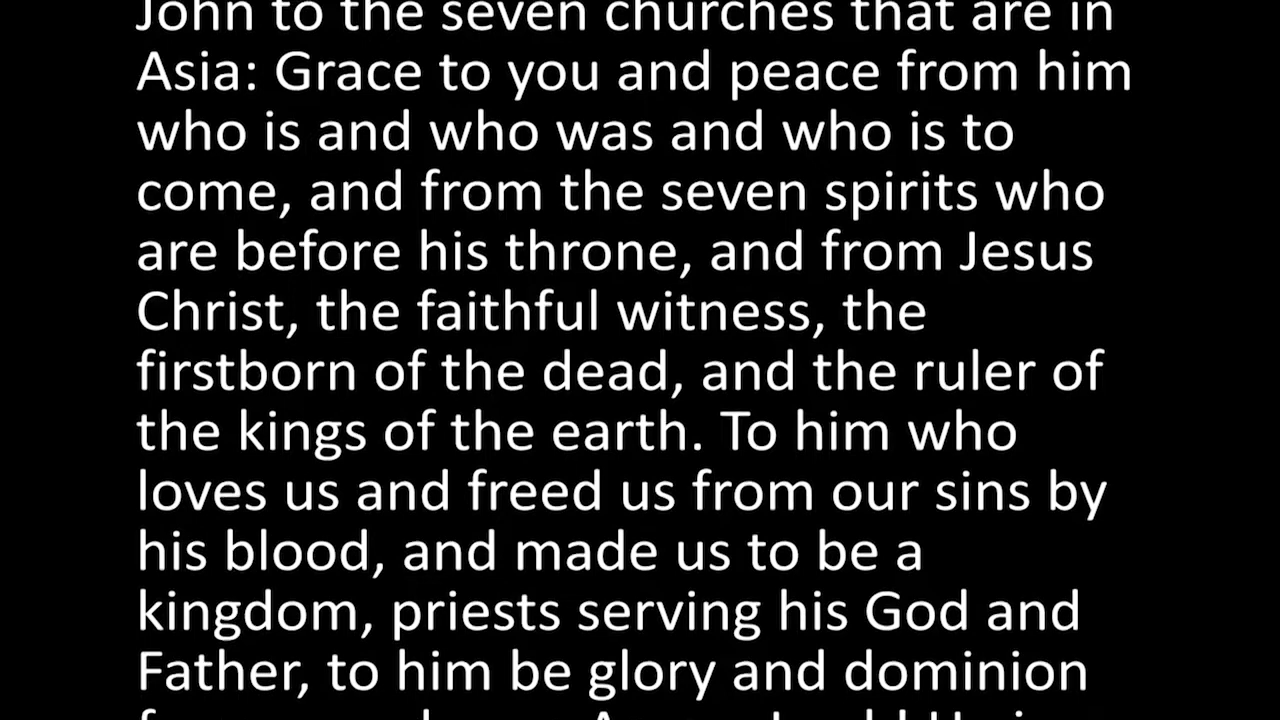 John to the seven churches that are in
Asia: Grace to you and peace from him
who is and who was and who is to
come, and from the seven spirits who
are before his throne, and from Jesus
Christ, the faithful witness, the
firstborn of the dead, and the ruler of
the kings of the earth. To him who
loves us and freed us from our sins by
his blood, and made us to be a
kingdom, priests serving his God and
Father, to him be glory and dominion